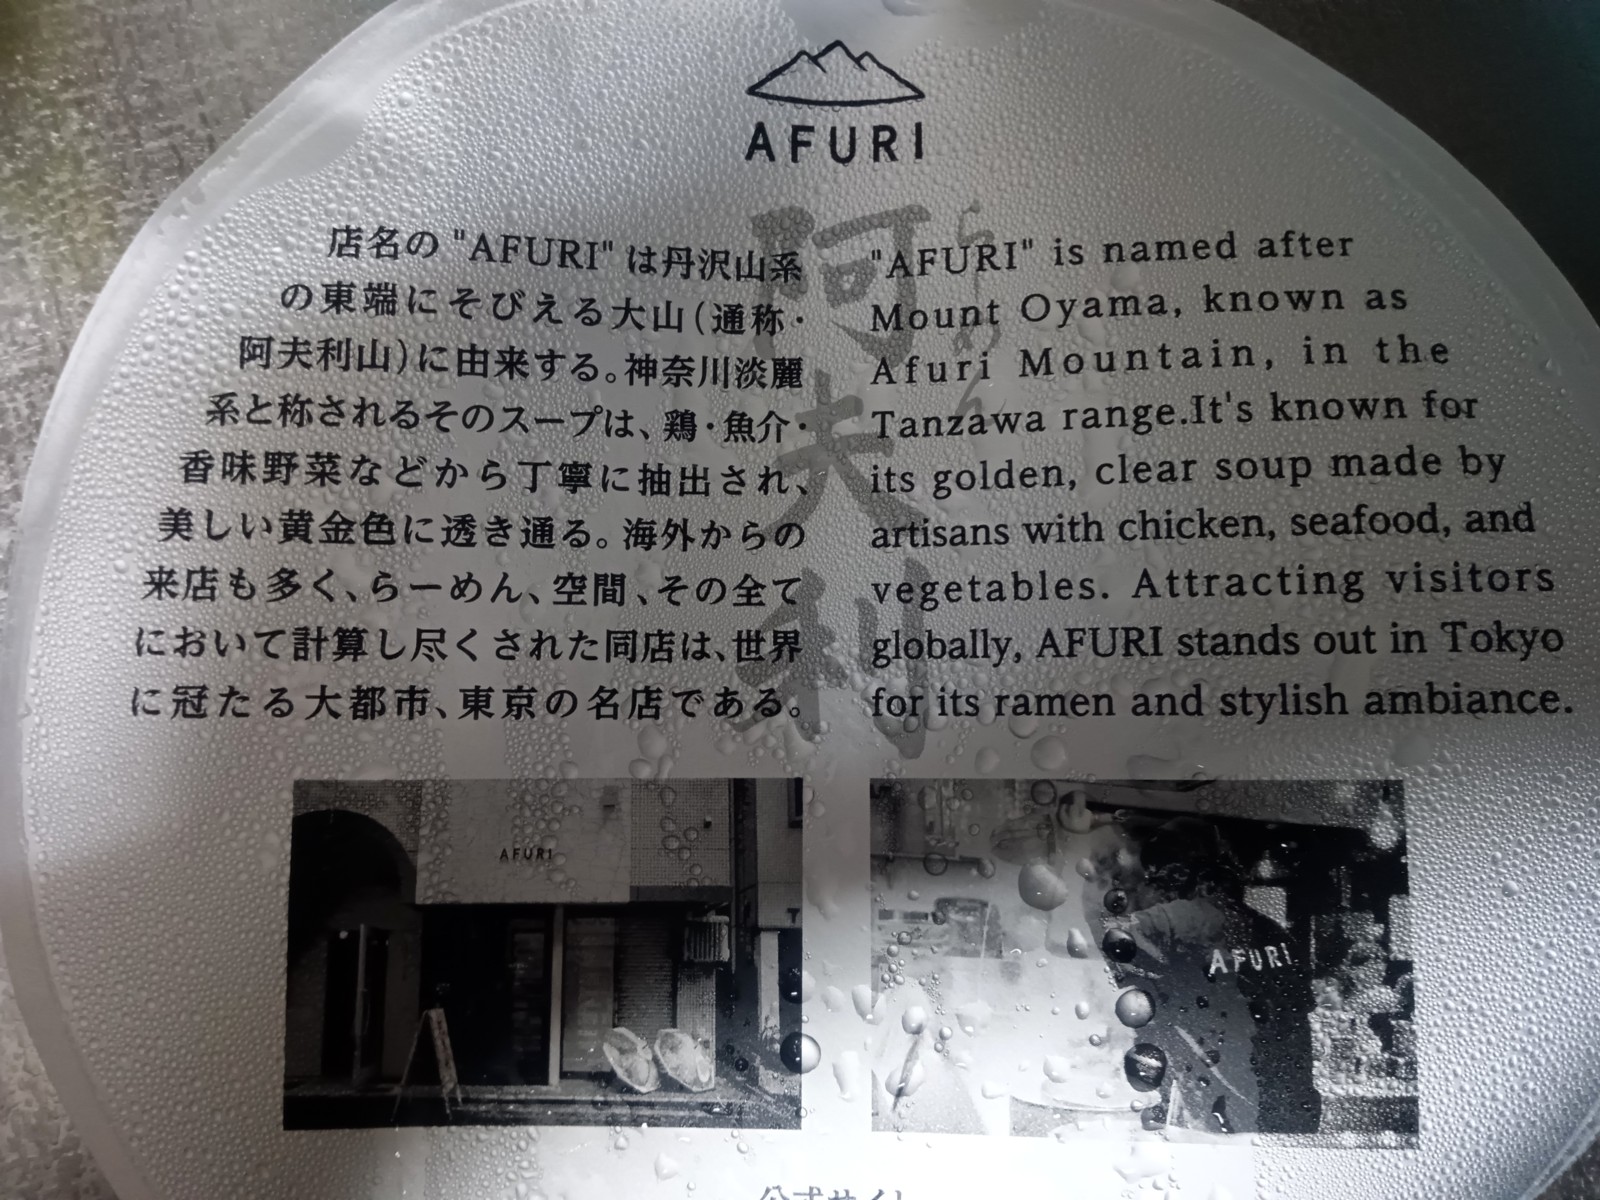 AFURI
店名の "AFURI" は丹沢山系
の東端にそびえる大山(通称・
阿夫利山)に由来する。神奈川淡麗
系と称されるそのスープは、鶏・魚介・
香味野菜などから丁寧に抽出され、
美しい黄金色に透き通る。海外からの
来店も多く、らーめん、空間、その全て
において計算し尽くされた同店は、世界
に冠たる大都市、東京の名店である。
"AFURI" is named after
Mount Oyama, known as
Afuri Mountain, in the
Tanzawa range.It's known for
its golden, clear soup made by
artisans with chicken, seafood, and
vegetables. Attracting visitors
globally, AFURI stands out in Tokyo
for its ramen and stylish ambiance.
阿夫利
AFURI
AFURI
公式サイト